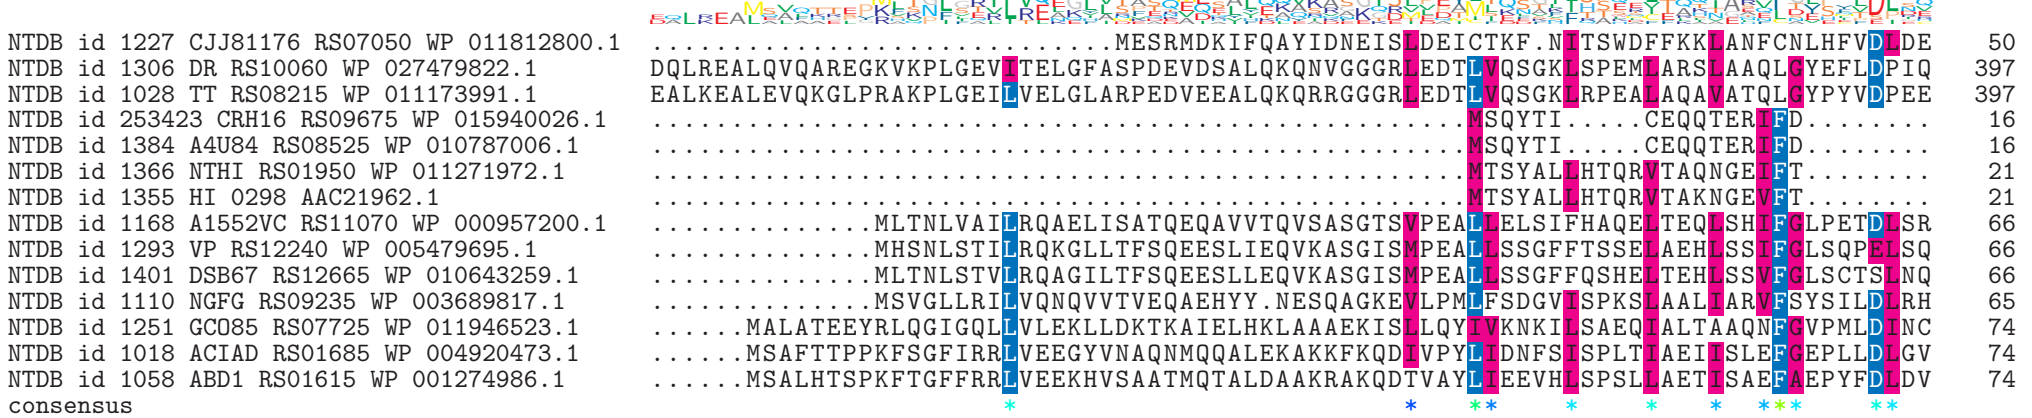 NTDB id 1227 CJJ81176 RS07050 WP 011812800.1 .............................MESRMDKIFQAYIDNEISLDEICTKF.NITSWDFFKKLANFCNLHFVDLDE 50
NTDB id 1306 DR RS10060 WP 027479822.1 DQLREALQVQAREGKVKPLGEVITELGFASPDEVDSALQKQNVGGGRLEDTLVQSGKLSPEMLARSLAAQLGYEFLDPIQ 397
NTDB id 1028 TT RS08215 WP 011173991.1 EALKEALEVQKGLPRAKPLGEILVELGLARPEDVEEALQKQRRGGGRLEDTLVQSGKLRPEALAQAVATQLGYPYVDPEE 397
NTDB id 253423 CRH16 RS09675 WP 015940026.1 ...................................................MSQYTI.....CEQQTERIFD........ 16
NTDB id 1384 A4U84 RS08525 WP 010787006.1 ...................................................MSQYTI.....CEQQTERIFD........ 16
NTDB id 1366 NTHI RS01950 WP 011271972.1 ...................................................MTSYALLHTQRVTAQNGEIFT........ 21
NTDB id 1355 HI 0298 AAC21962.1 ...................................................MTSYALLHTQRVTAKNGEVFT........ 21
NTDB id 1168 A1552VC RS11070 WP 000957200.1 ..............MLTNLVAILRQAELISATQEQAVVTQVSASGTSVPEALLELSIFHAQELTEQLSHIFGLPETDLSR 66
NTDB id 1293 VP RS12240 WP 005479695.1 ..............MHSNLSTILRQKGLLTFSQEESLIEQVKASGISMPEALLSSGFFTSSELAEHLSSIFGLSQPELSQ 66
NTDB id 1401 DSB67 RS12665 WP 010643259.1 ..............MLTNLSTVLRQAGILTFSQEESLLEQVKASGISMPEALLSSGFFQSHELTEHLSSVFGLSCTSLNQ 66
NTDB id 1110 NGFG RS09235 WP 003689817.1 ..............MSVGLLRILVQNQVVTVEQAEHYY.NESQAGKEVLPMLFSDGVISPKSLAALIARVFSYSILDLRH 65
NTDB id 1251 GCO85 RS07725 WP 011946523.1 ......MALATEEYRLQGIGQLLVLEKLLDKTKAIELHKLAAAEKISLLQYIVKNKILSAEQIALTAAQNFGVPMLDINC 74
NTDB id 1018 ACIAD RS01685 WP 004920473.1 ......MSAFTTPPKFSGFIRRLVEEGYVNAQNMQQALEKAKKFKQDIVPYLIDNFSISPLTIAEIISLEFGEPLLDLGV 74
NTDB id 1058 ABD1 RS01615 WP 001274986.1 ......MSALHTSPKFTGFFRRLVEEKHVSAATMQTALDAAKRAKQDTVAYLIEEVHLSPSLLAETISAEFAEPYFDLDV 74
consensus * * ** * * * *** **